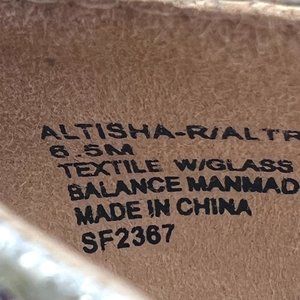 ALTISHA-R/ALTR
6.5M
TEXTILE W/GLASS
BALANCE MANMAD
MADE IN CHINA
SF2367